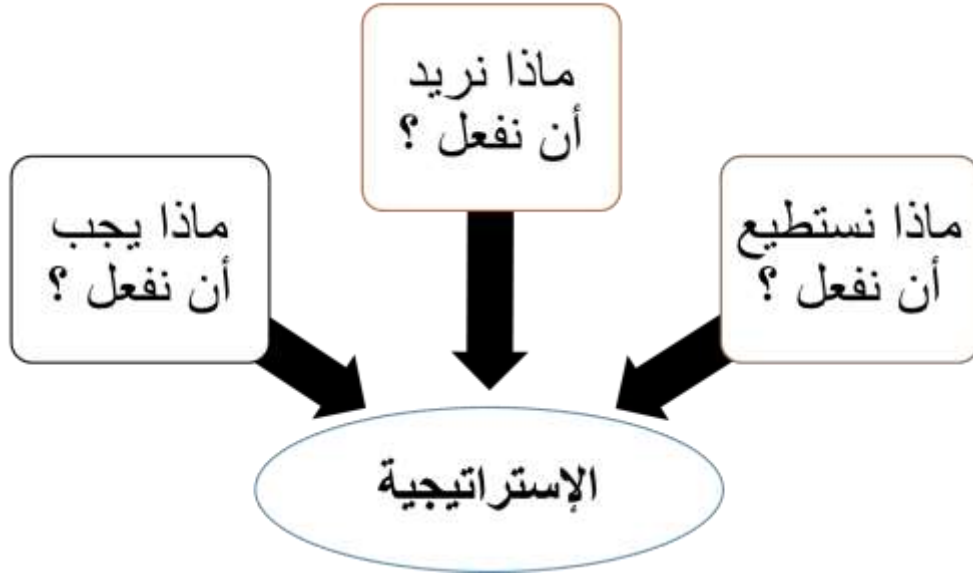 ماذا نريد
أن نفعل ؟
ماذا نستطيع
أن نفعل ؟
ماذا يجب
أن نفعل ؟
الإستراتيجية